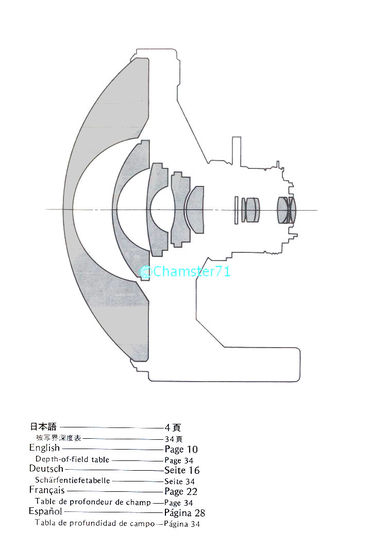 ©Chamster71
日本語 4頁
被写界深度表 34頁
English Page 10
Depth-of-field table Page 34
Deutsch Seite 16
Schärfentiefetabelle Seite 34
Français Page 22
Table de profondeur de champ Page 34
Español Página 28
Tabla de profundidad de campo Página 34